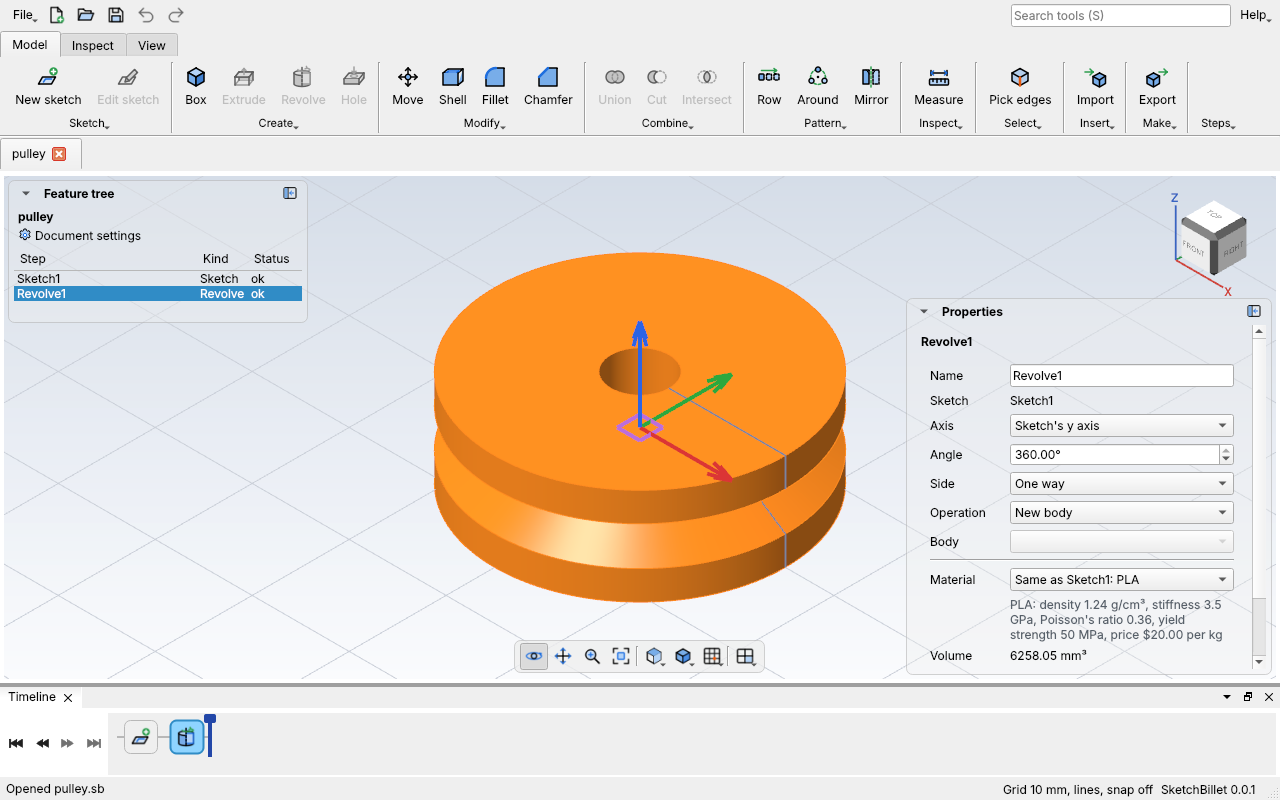 File
Search tools (S)
Help
Model
Inspect
View
New sketch
Edit sketch
Box
Extrude
Revolve
Hole
Move
Shell
Fillet
Chamfer
Union
Cut
Intersect
Row
Around
Mirror
Measure
Pick edges
Import
Export
Sketch
Create
Modify
Combine
Pattern
Inspect
Select
Insert
Make
Steps
pulley
Feature tree
pulley
Document settings
Step Kind Status
Sketch1 Sketch ok
Revolve1 Revolve ok
Z
TOP
FRONT
RIGHT
X
Properties
Revolve1
Name Revolve1
Sketch Sketch1
Axis Sketch's y axis
Angle 360.00°
Side One way
Operation New body
Body
Material Same as Sketch1: PLA
PLA: density 1.24 g/cm³, stiffness 3.5
GPa, Poisson's ratio 0.36, yield
strength 50 MPa, price $20.00 per kg
Volume 6258.05 mm³
Timeline
Opened pulley.sb
Grid 10 mm, lines, snap off SketchBillet 0.0.1